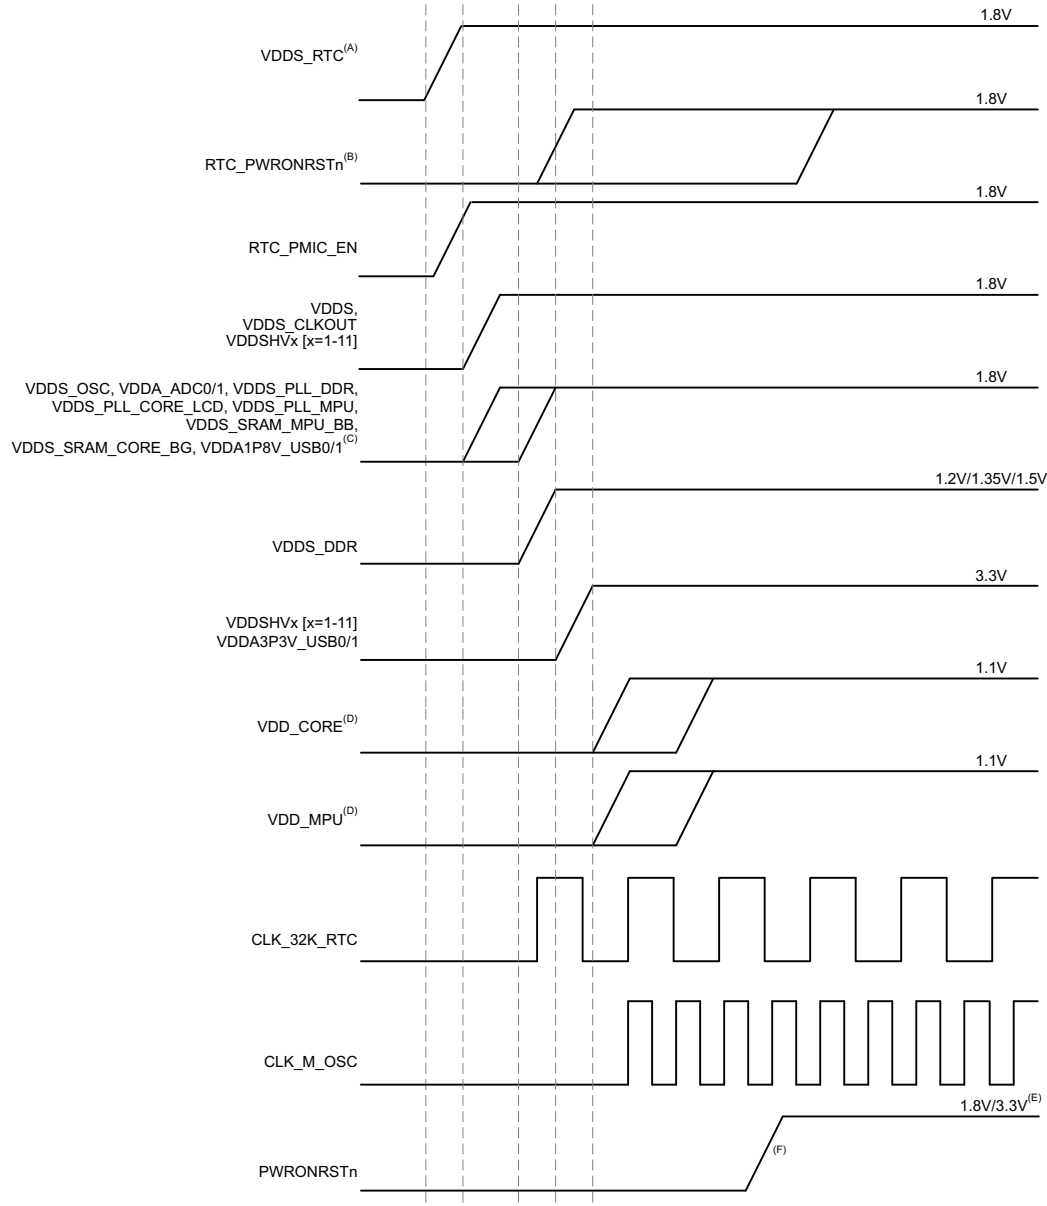 1.8V
VDDS_RTC(A)
1.8V
RTC_PWRONRSTn(B)
1.8V
RTC_PMIC_EN
1.8V
VDDS,
VDDS_CLKOUT
VDDSHVx [x=1-11]
1.8V
VDDS_OSC, VDDA_ADC0/1, VDDS_PLL_DDR,
VDDS_PLL_CORE_LCD, VDDS_PLL_MPU,
VDDS_SRAM_MPU_BB,
VDDS_SRAM_CORE_BG, VDDA1P8V_USB0/1(C)
1.2V/1.35V/1.5V
VDDS_DDR
3.3V
VDDSHVx [x=1-11]
VDDA3P3V_USB0/1
1.1V
VDD_CORE(D)
1.1V
VDD_MPU(D)
CLK_32K_RTC
CLK_M_OSC
1.8V/3.3V(E)
(F)
PWRONRSTn